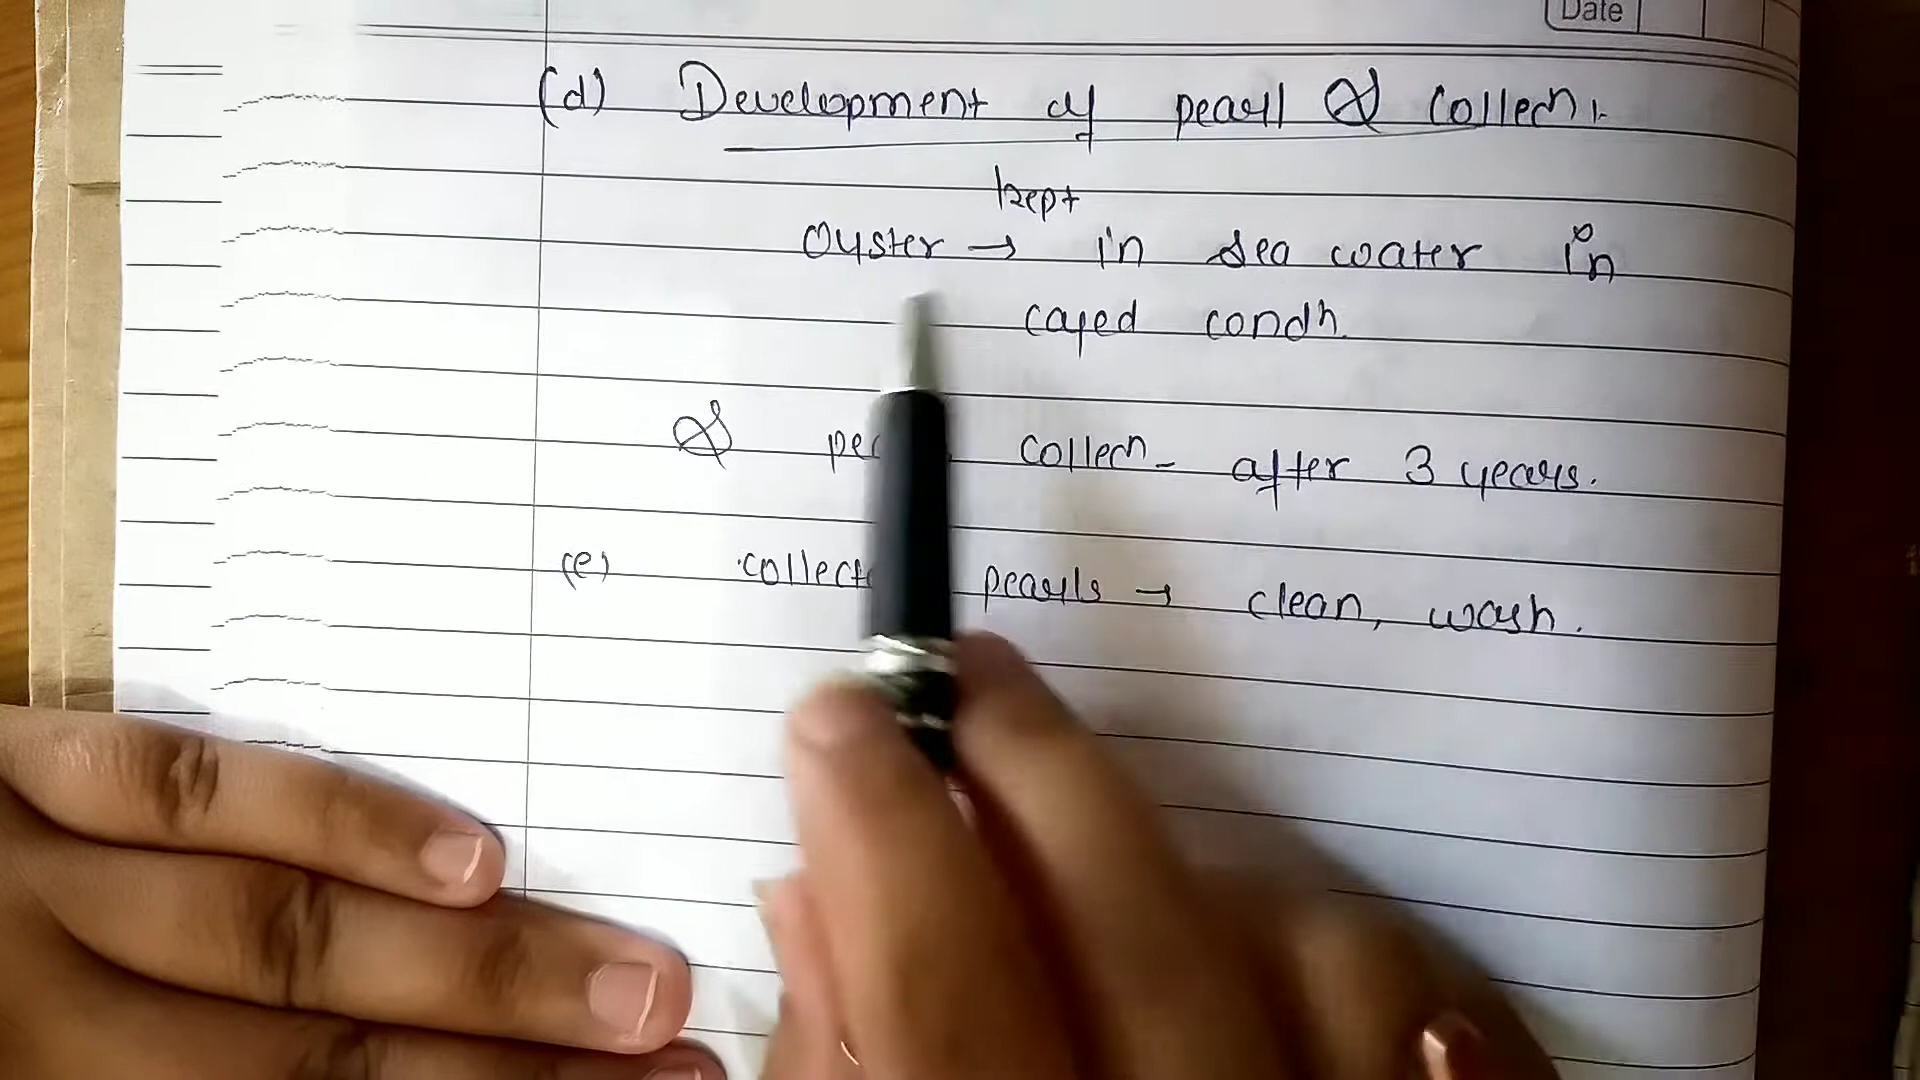 Date
(d) Development of pearl & Collecn.
kept
Oyster → in sea water in
caged condn.
& collecn after 3 years.
(e) pearls → clean, wash.